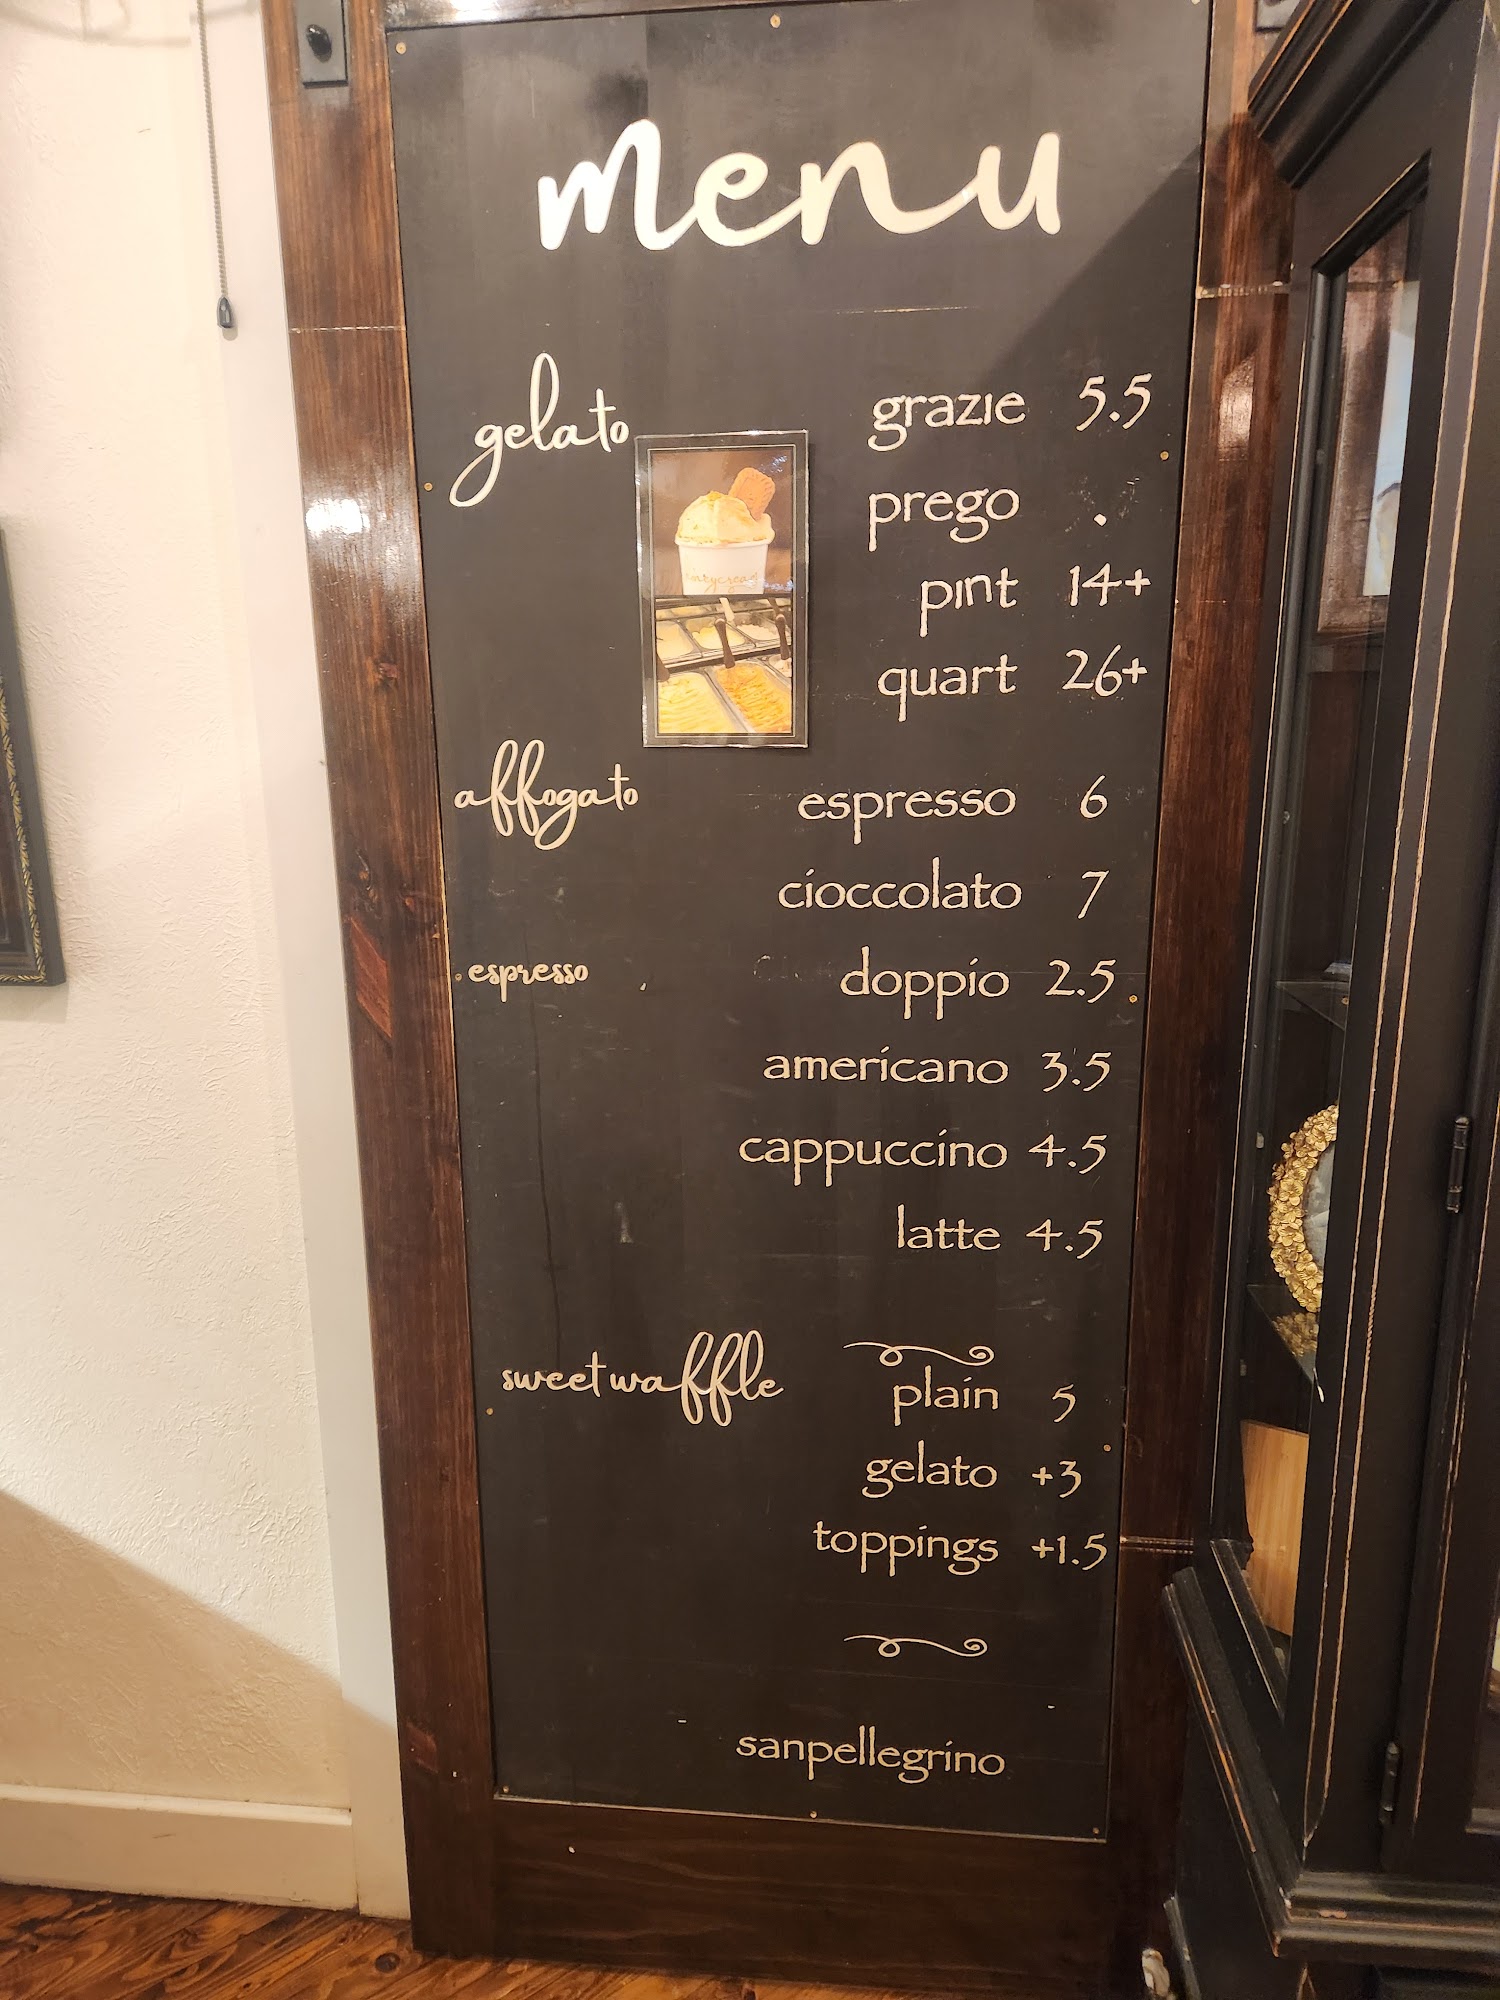 menu
gelato grazie 5.5
prego .
pint 14+
quart 26+
affogato espresso 6
cioccolato 7
espresso doppio 2.5
americano 3.5
cappuccino 4.5
latte 4.5
sweet waffle plain 5
gelato +3
toppings +1.5
sanpellegrino